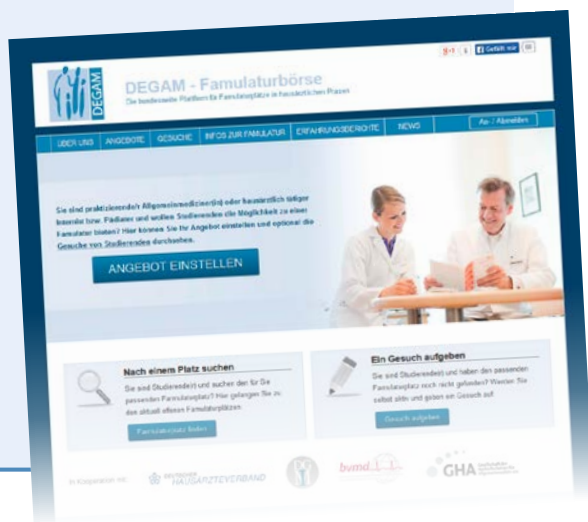 DEGAM
DEGAM - Famulaturbörse
Die bundesweite Plattform für Famulaturplätze in hausärztlichen Praxen
Gefällt mir
ÜBER UNS ANGEBOTE GESUCHE INFOS ZUR FAMULATUR ERFAHRUNGSBERICHTE NEWS An- / Abmelden
Sie sind praktizierende/r Allgemeinmediziner(in) oder hausärztlich tätiger
Internist bzw. Pädiater und wollen Studierenden die Möglichkeit zu einer
Famulatur bieten? Hier können Sie Ihr Angebot einstellen und optional die
Gesuche von Studierenden durchsehen.
ANGEBOT EINSTELLEN
Nach einem Platz suchen
Sie sind Studierende(r) und suchen den für Sie
passenden Famulaturplatz? Hier gelangen Sie zu
den aktuell offenen Famulaturplätzen.
Famulaturplatz finden
Ein Gesuch aufgeben
Sie sind Studierende(r) und haben den passenden
Famulaturplatz noch nicht gefunden? Werden Sie
selbst aktiv und geben ein Gesuch auf.
Gesuch aufgeben
In Kooperation mit:
DEUTSCHER
HAUSÄRZTEVERBAND
bvmd
GHA